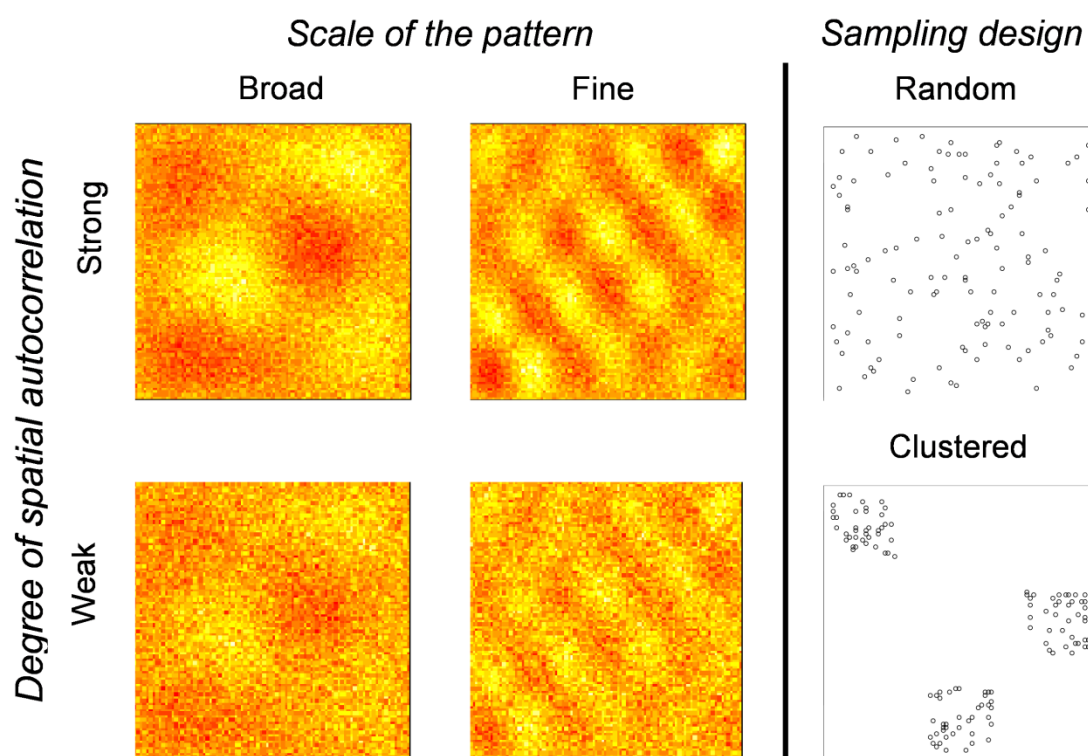 Scale of the pattern
Sampling design
Broad
Fine
Random
Degree of spatial autocorrelation
Strong
Clustered
Weak